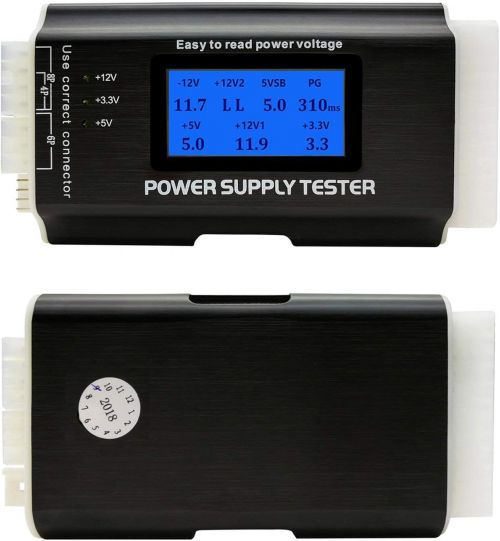 Easy to read power voltage
Use correct connector
8P
4P
6P
+12V
+3.3V
+5V
-12V +12V2 5VSB PG
11.7 L L 5.0 310ms
+5V +12V1 +3.3V
5.0 11.9 3.3
POWER SUPPLY TESTER
10 11 12 1 2 3 4 5 6 7 8
2018